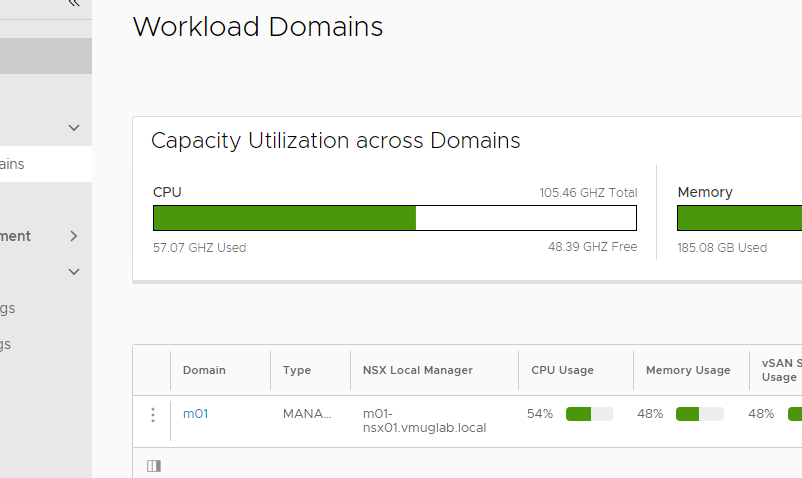 Workload Domains
Capacity Utilization across Domains
ains
CPU
105.46 GHZ Total
Memory
ment
57.07 GHZ Used
48.39 GHZ Free
185.08 GB Used
gs
gs
Domain
Type
NSX Local Manager
CPU Usage
Memory Usage
vSAN S
Usage
m01
MANA...
m01-
nsx01.vmuglab.local
54%
48%
48%